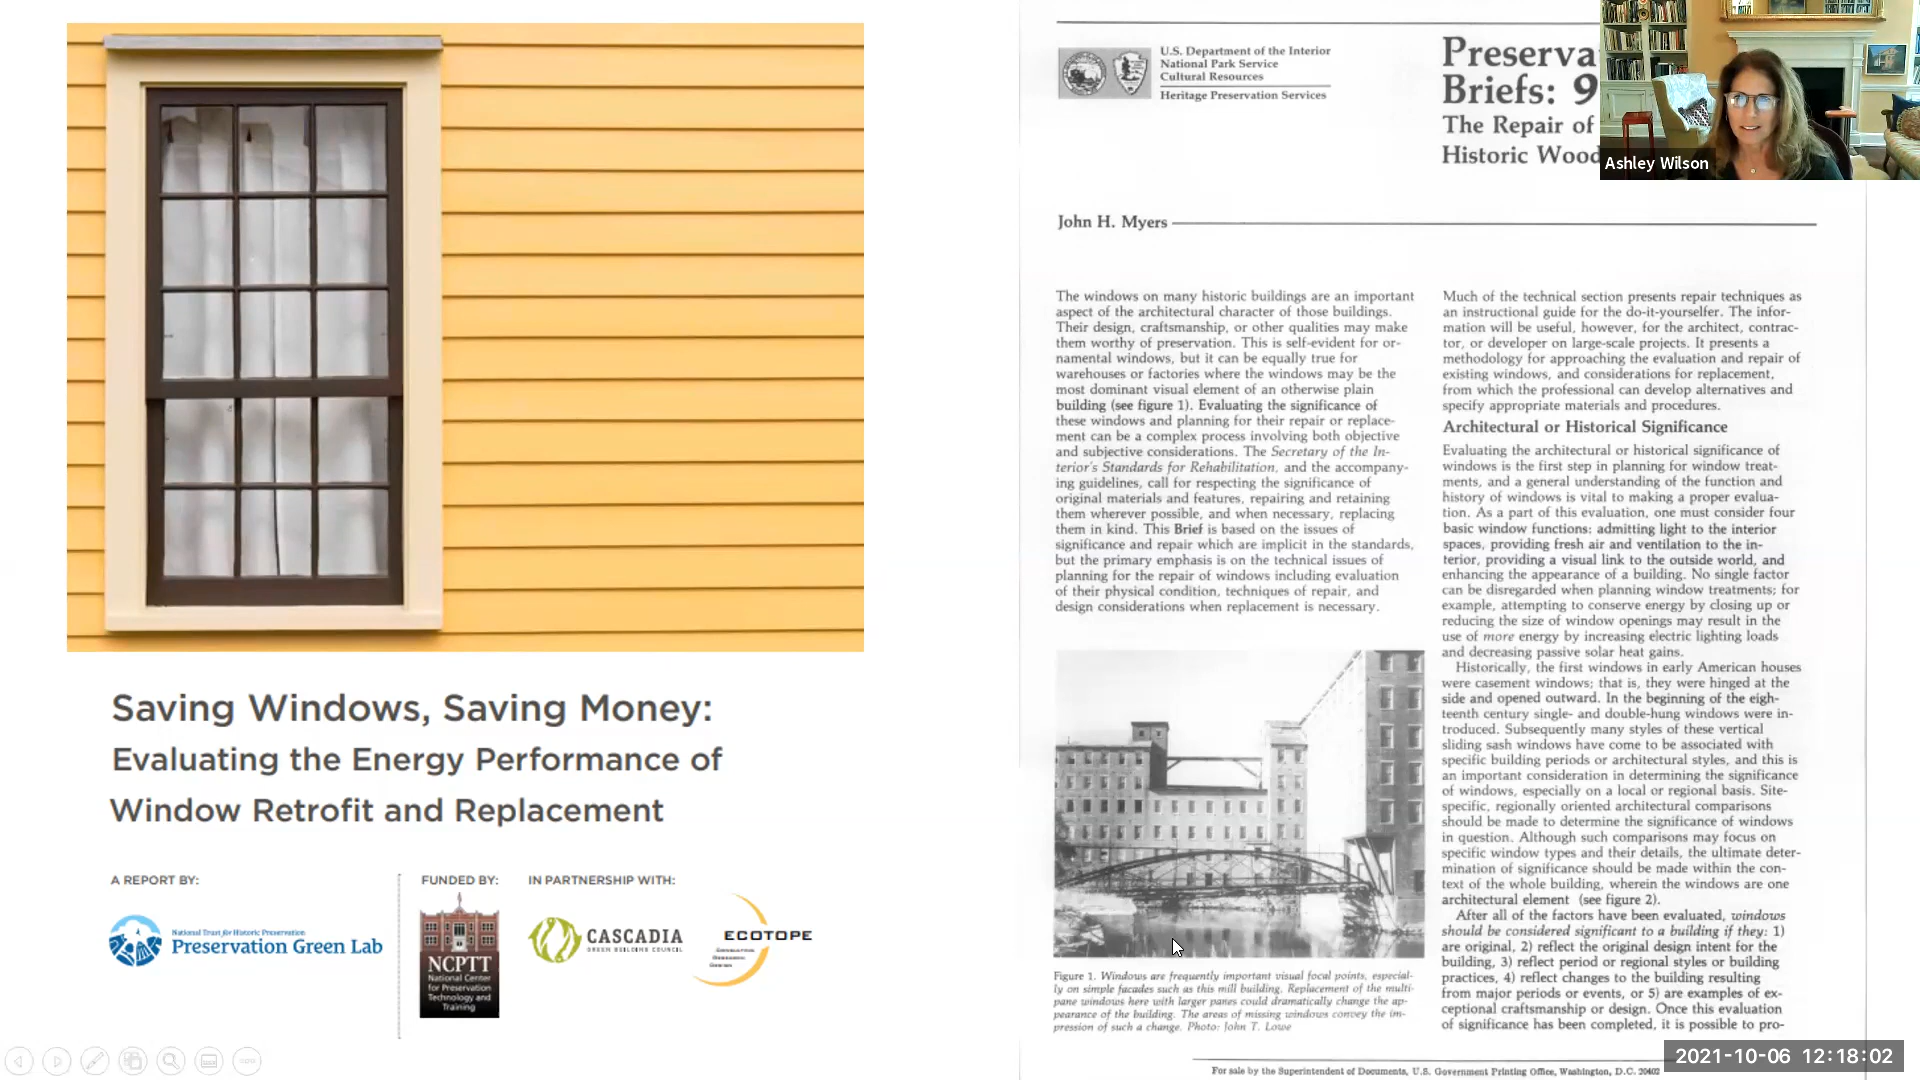 Saving Windows, Saving Money:
Evaluating the Energy Performance of
Window Retrofit and Replacement
A REPORT BY:
National Trust for Historic Preservation
Preservation Green Lab
FUNDED BY:
NCPTT
National Center
for Preservation
Technology and
Training
IN PARTNERSHIP WITH:
CASCADIA
GREEN BUILDING COUNCIL
ECOTOPE
U.S. Department of the Interior
National Park Service
Cultural Resources
Heritage Preservation Services
Preserva
Briefs: 9
The Repair of
Historic Wood
Ashley Wilson
John H. Myers
The windows on many historic buildings are an important
aspect of the architectural character of those buildings.
Their design, craftsmanship, or other qualities may make
them worthy of preservation. This is self-evident for or-
namental windows, but it can be equally true for
warehouses or factories where the windows may be the
most dominant visual element of an otherwise plain
building (see figure 1). Evaluating the significance of
these windows and planning for their repair or replace-
ment can be a complex process involving both objective
and subjective considerations. The Secretary of the In-
terior's Standards for Rehabilitation, and the accompany-
ing guidelines, call for respecting the significance of
original materials and features, repairing and retaining
them wherever possible, and when necessary, replacing
them in kind. This Brief is based on the issues of
significance and repair which are implicit in the standards,
but the primary emphasis is on the technical issues of
planning for the repair of windows including evaluation
of their physical condition, techniques of repair, and
design considerations when replacement is necessary.
Figure 1. Windows are frequently important visual focal points, especial-
ly on simple facades such as this mill building. Replacement of the multi-
pane windows here with larger panes could dramatically change the ap-
pearance of the building. The areas of missing windows convey the im-
pression of such a change. Photo: John T. Lowe
Much of the technical section presents repair techniques as
an instructional guide for the do-it-yourselfer. The infor-
mation will be useful, however, for the architect, contrac-
tor, or developer on large-scale projects. It presents a
methodology for approaching the evaluation and repair of
existing windows, and considerations for replacement,
from which the professional can develop alternatives and
specify appropriate materials and procedures.
Architectural or Historical Significance
Evaluating the architectural or historical significance of
windows is the first step in planning for window treat-
ments, and a general understanding of the function and
history of windows is vital to making a proper evalua-
tion. As a part of this evaluation, one must consider four
basic window functions: admitting light to the interior
spaces, providing fresh air and ventilation to the in-
terior, providing a visual link to the outside world, and
enhancing the appearance of a building. No single factor
can be disregarded when planning window treatments; for
example, attempting to conserve energy by closing up or
reducing the size of window openings may result in the
use of more energy by increasing electric lighting loads
and decreasing passive solar heat gains.
Historically, the first windows in early American houses
were casement windows; that is, they were hinged at the
side and opened outward. In the beginning of the eigh-
teenth century single- and double-hung windows were in-
troduced. Subsequently many styles of these vertical
sliding sash windows have come to be associated with
specific building periods or architectural styles, and this is
an important consideration in determining the significance
of windows, especially on a local or regional basis. Site-
specific, regionally oriented architectural comparisons
should be made to determine the significance of windows
in question. Although such comparisons may focus on
specific window types and their details, the ultimate deter-
mination of significance should be made within the con-
text of the whole building, wherein the windows are one
architectural element (see figure 2).
After all of the factors have been evaluated, windows
should be considered significant to a building if they: 1)
are original, 2) reflect the original design intent for the
building, 3) reflect period or regional styles or building
practices, 4) reflect changes to the building resulting
from major periods or events, or 5) are examples of ex-
ceptional craftsmanship or design. Once this evaluation
of significance has been completed, it is possible to pro-
2021-10-06 12:18:02
For sale by the Superintendent of Documents, U.S. Government Printing Office, Washington, D.C. 20402